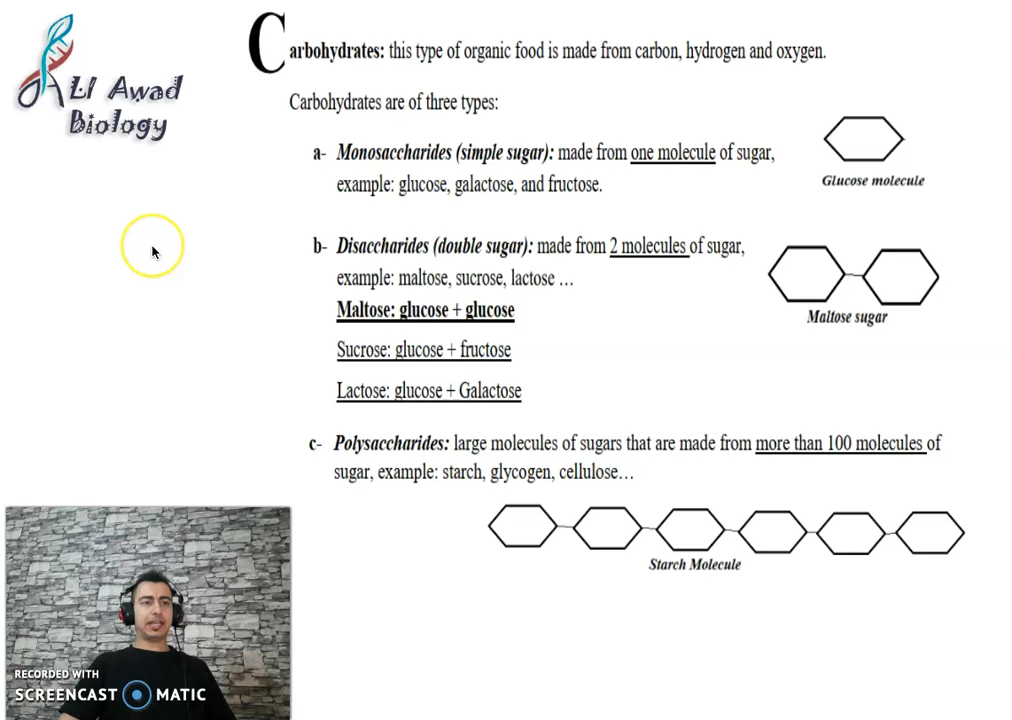 ALI Awad
Biology
Carbohydrates: this type of organic food is made from carbon, hydrogen and oxygen.
Carbohydrates are of three types:
a- Monosaccharides (simple sugar): made from one molecule of sugar,
example: glucose, galactose, and fructose.
Glucose molecule
b- Disaccharides (double sugar): made from 2 molecules of sugar,
example: maltose, sucrose, lactose …
Maltose sugar
Maltose: glucose + glucose
Sucrose: glucose + fructose
Lactose: glucose + Galactose
c- Polysaccharides: large molecules of sugars that are made from more than 100 molecules of
sugar, example: starch, glycogen, cellulose…
Starch Molecule
RECORDED WITH
SCREENCAST MATIC